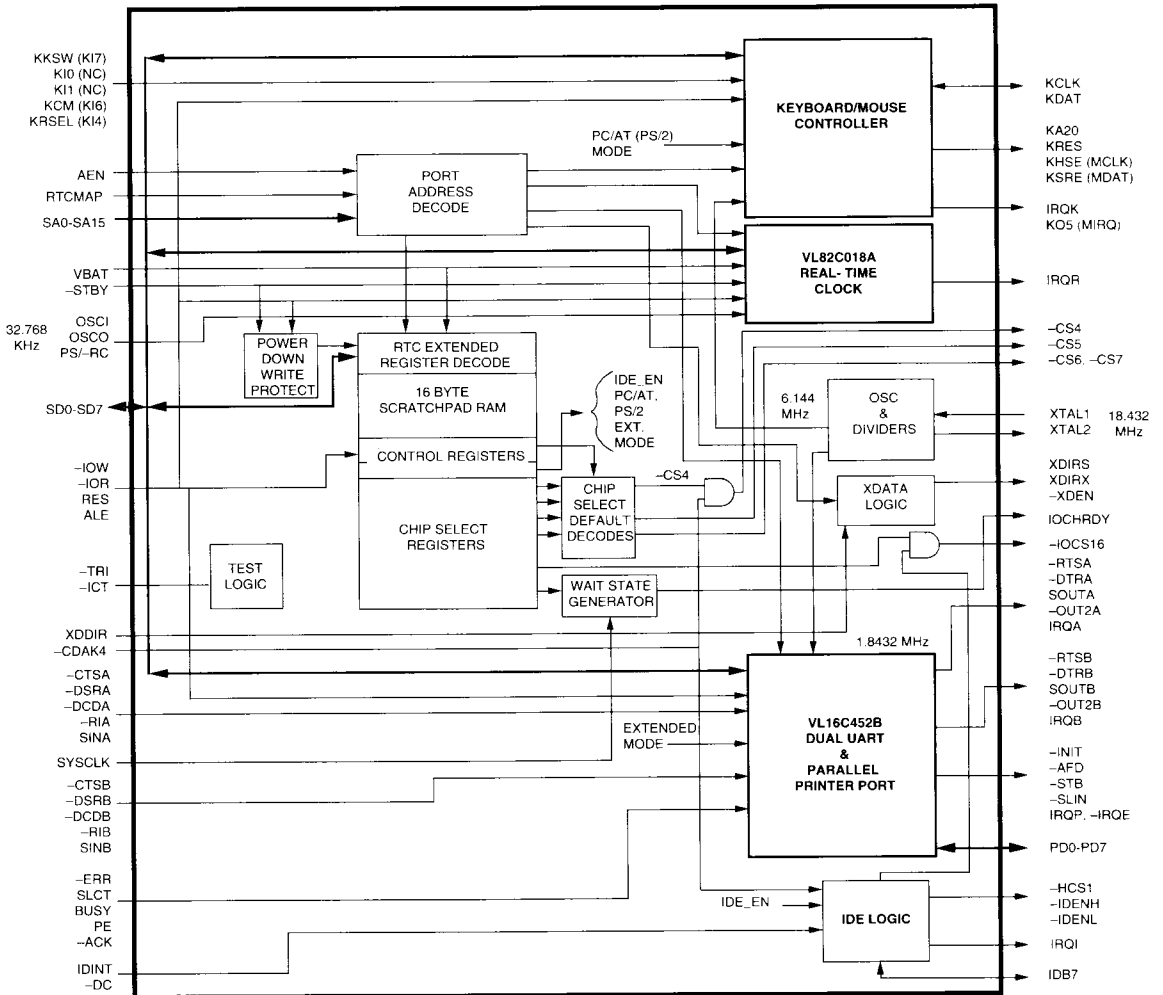 KKSW (KI7)
KI0 (NC)
KI1 (NC)
KCM (KI6)
KRSEL (KI4)
AEN
RTCMAP
SA0-SA15
VBAT
–STBY
OSCI
32.768
KHz
OSCO
PS/–RC
SD0-SD7
–IOW
–IOR
RES
ALE
–TRI
–ICT
XDDIR
–CDAK4
–CTSA
–DSRA
–DCDA
–RIA
SINA
SYSCLK
–CTSB
–DSRB
–DCDB
–RIB
SINB
–ERR
SLCT
BUSY
PE
–ACK
IDINT
–DC
PORT
ADDRESS
DECODE
PC/AT (PS/2)
MODE
KEYBOARD/MOUSE
CONTROLLER
VL82C018A
REAL- TIME
CLOCK
POWER
DOWN
WRITE
PROTECT
RTC EXTENDED
REGISTER DECODE
16 BYTE
SCRATCHPAD RAM
CONTROL REGISTERS
CHIP SELECT
REGISTERS
IDE_EN
PC/AT,
PS/2
EXT.
MODE
6.144
MHz
OSC
&
DIVIDERS
–CS4
CHIP
SELECT
DEFAULT
DECODES
XDATA
LOGIC
TEST
LOGIC
WAIT STATE
GENERATOR
1.8432 MHz
EXTENDED
MODE
VL16C452B
DUAL UART
&
PARALLEL
PRINTER PORT
IDE_EN
IDE LOGIC
KCLK
KDAT
KA20
KRES
KHSE (MCLK)
KSRE (MDAT)
IRQK
KO5 (MIRQ)
IRQR
–CS4
–CS5
–CS6, –CS7
XTAL1
18.432
MHz
XTAL2
XDIRS
XDIRX
–XDEN
IOCHRDY
–IOCS16
–RTSA
–DTRA
SOUTA
–OUT2A
IRQA
–RTSB
–DTRB
SOUTB
–OUT2B
IRQB
–INIT
–AFD
–STB
–SLIN
IRQP, –IRQE
PD0-PD7
–HCS1
–IDENH
–IDENL
IRQI
IDB7